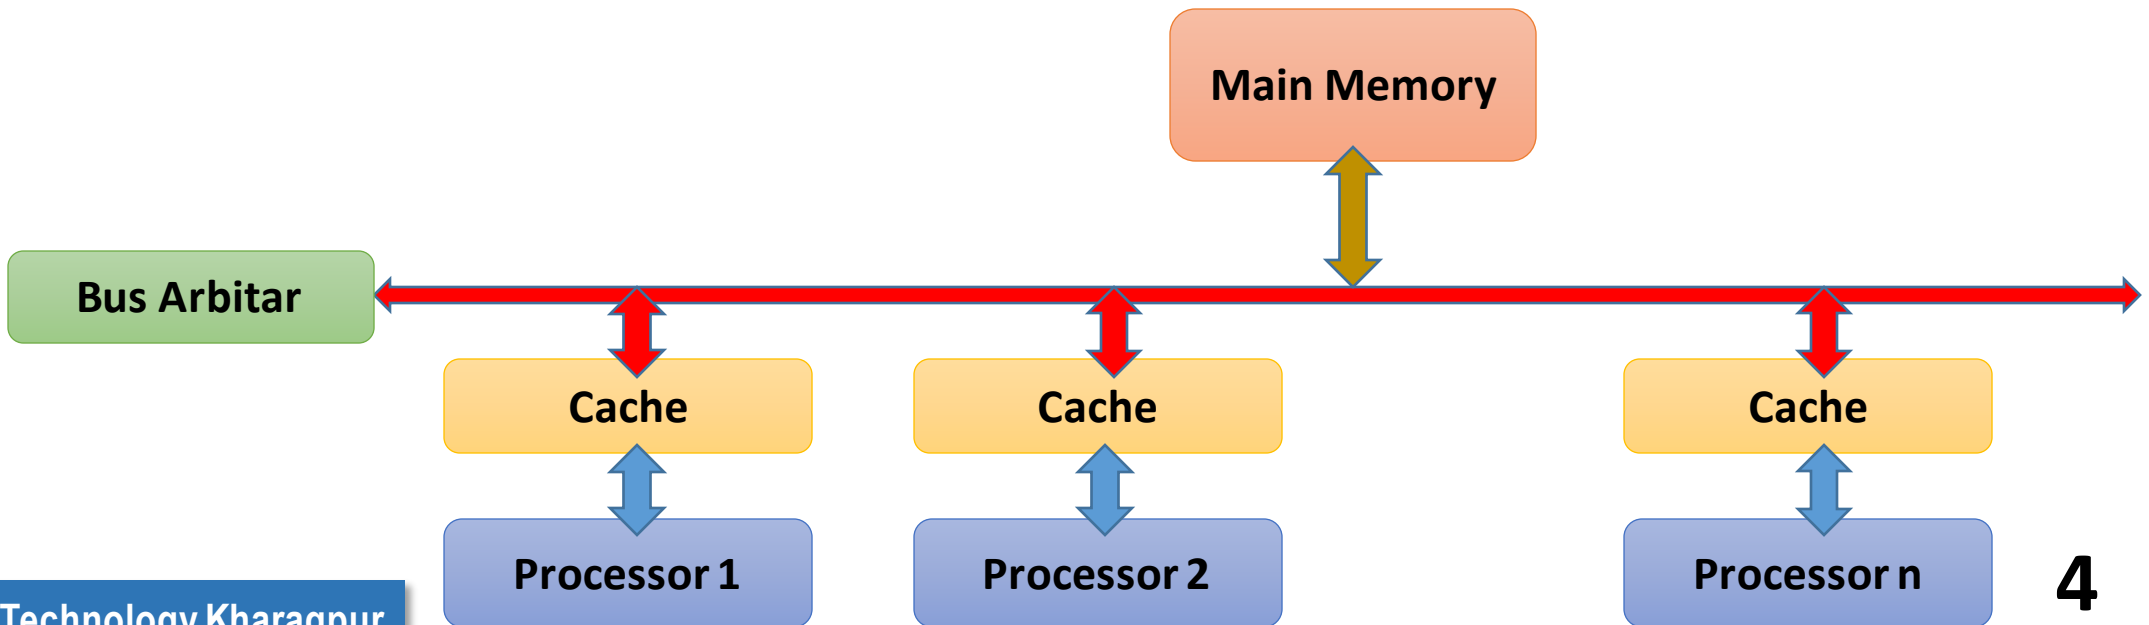 Main Memory
Bus Arbitar
Cache
Cache
Cache
Processor 1
Processor 2
Processor n
4
Technology Kharagpur